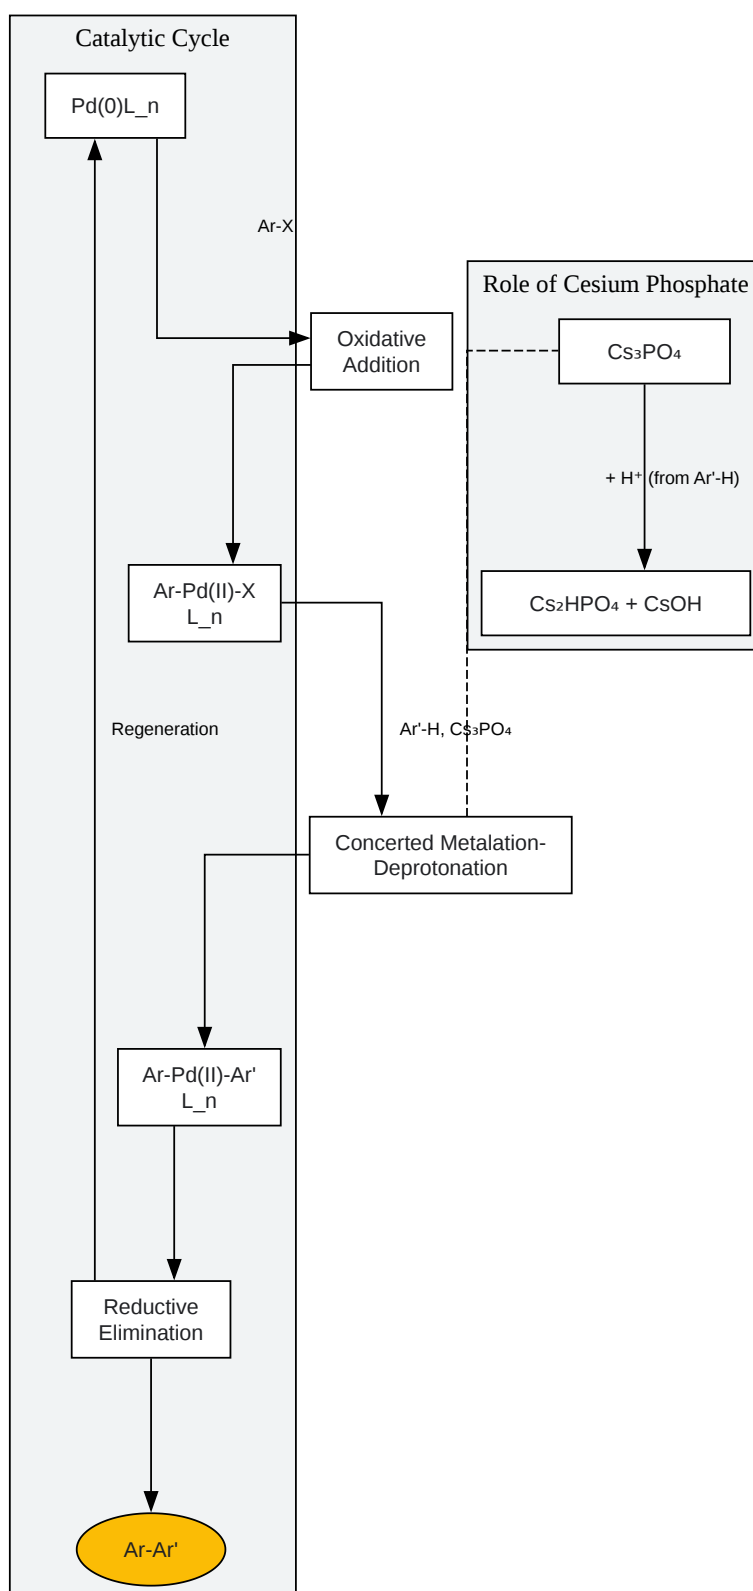 Catalytic Cycle
Pd(0)L_n
Ar-X
Role of Cesium Phosphate
Oxidative
Addition
Cs₃PO₄
+ H⁺ (from Ar'-H)
Ar-Pd(II)-X
L_n
Cs₂HPO₄ + CsOH
Regeneration
Ar'-H, Cs₃PO₄
Concerted Metalation-
Deprotonation
Ar-Pd(II)-Ar'
L_n
Reductive
Elimination
Ar-Ar'